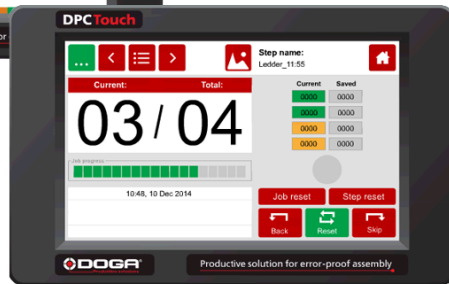 or
DPCTouch
...
Step name:
Ledder_11:55
Current: Total:
03 / 04
Current Saved
0000 0000
0000 0000
0000 0000
0000 0000
Job progress
10:48, 10 Dec 2014
Job reset Step reset
Back Reset Skip
DOGA
Productive solution for error-proof assembly